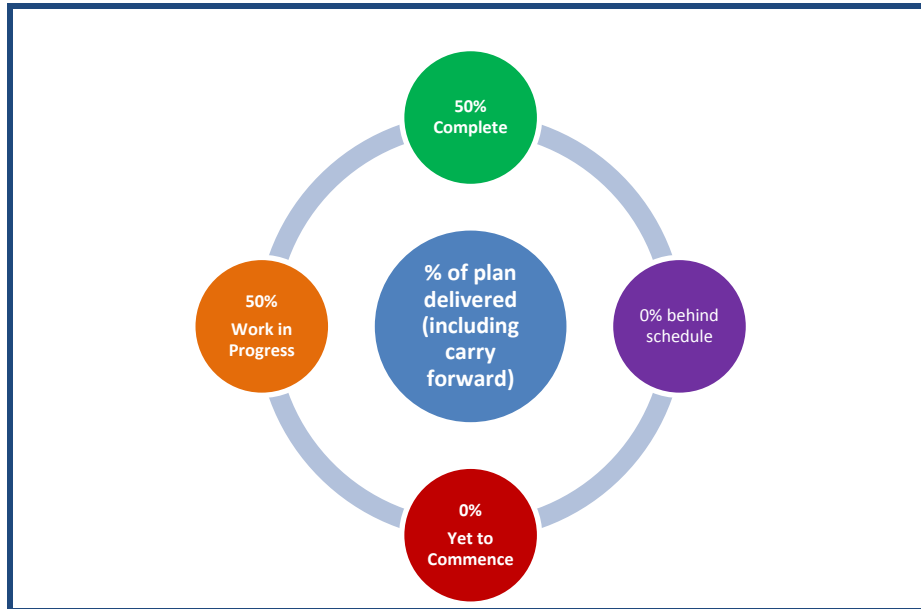 50%
Complete
% of plan
delivered
(including
carry
forward)
50%
Work in
Progress
0% behind
schedule
0%
Yet to
Commence